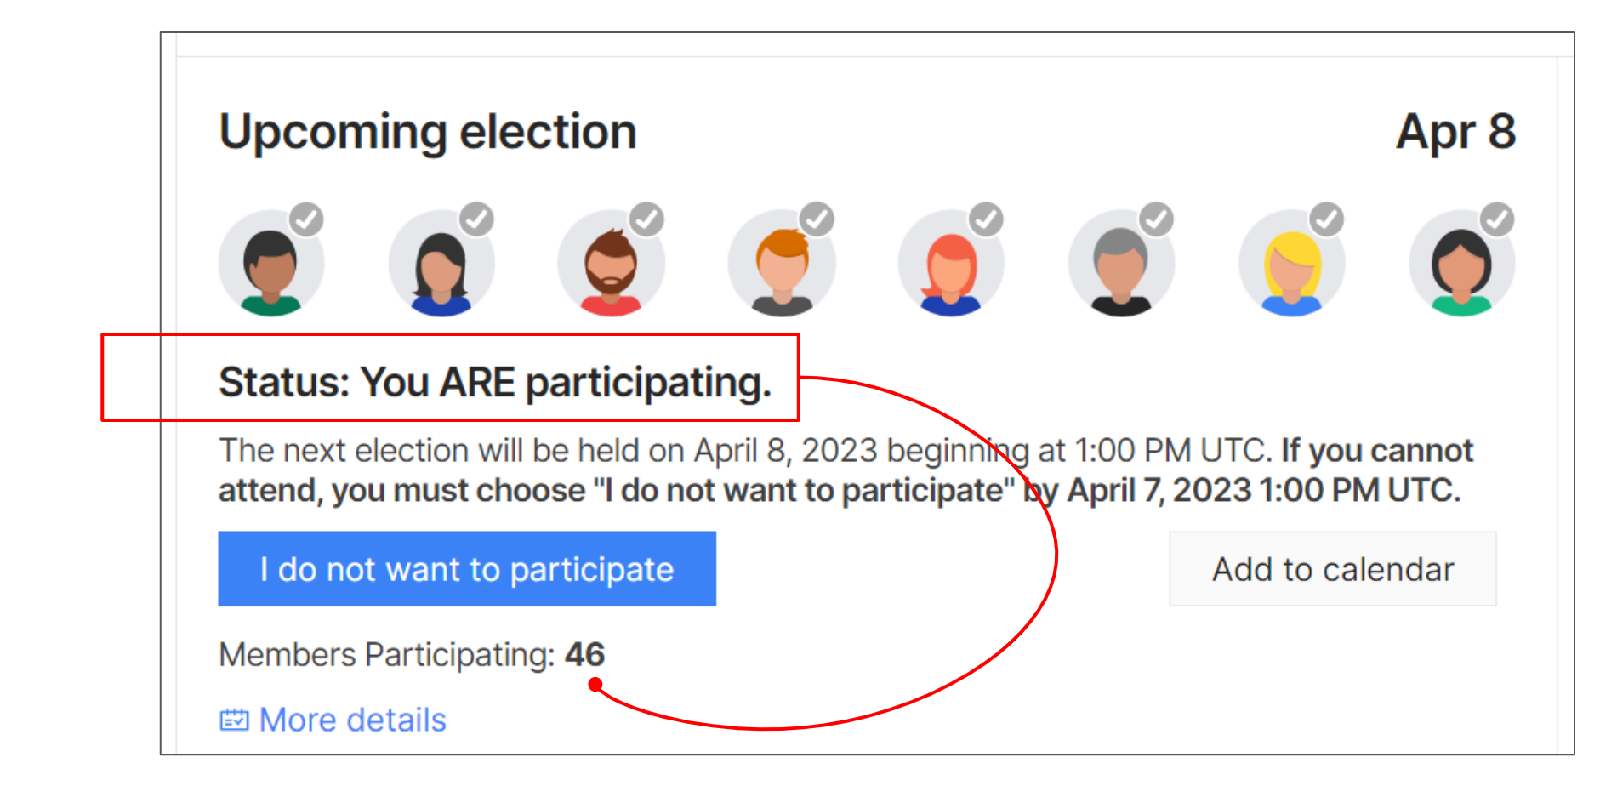 Upcoming election
Apr 8
Status: You ARE participating.
The next election will be held on April 8, 2023 beginning at 1:00 PM UTC. If you cannot
attend, you must choose "I do not want to participate" by April 7, 2023 1:00 PM UTC.
I do not want to participate
Add to calendar
Members Participating: 46
More details